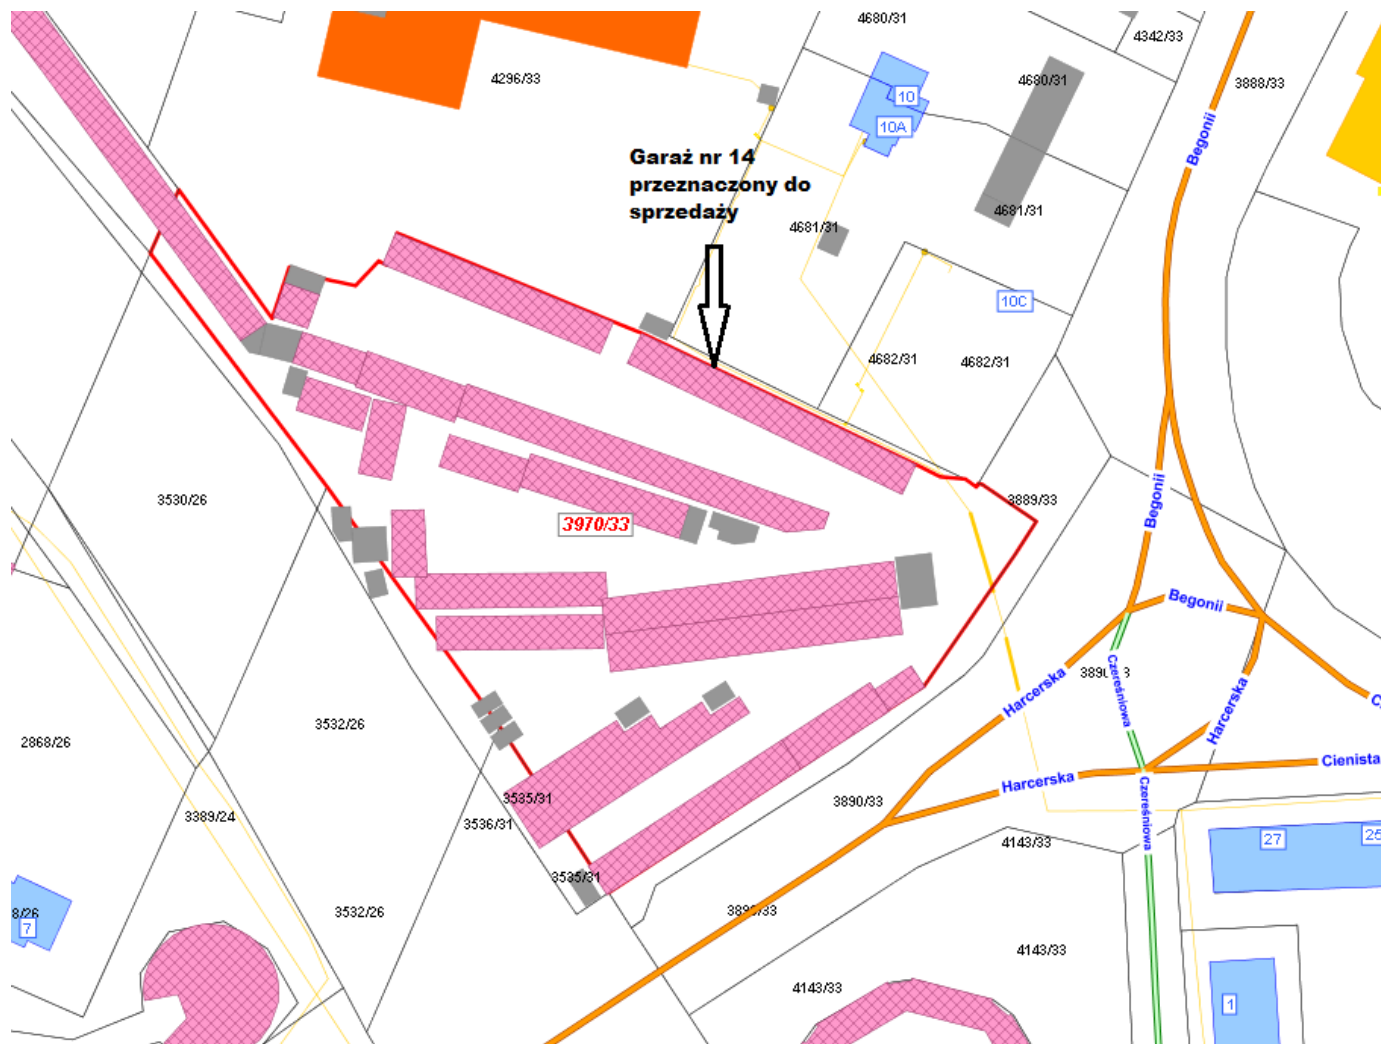 4680/31
4342/33
4296/33
4680/31
3888/33
10
10A
Begonii
Garaż nr 14
przeznaczony do
sprzedaży
4681/31
4681/31
10C
4682/31
4682/31
3530/26
3970/33
3889/33
Begonii
Begonii
Harcerska
Czereśniowa
Harcerska
3532/26
2868/26
Cienista
Harcerska
3535/31
3890/33
3389/24
3536/31
Czereśniowa
4143/33
27
25
3535/31
3532/26
8/26
7
4143/33
4143/33
1